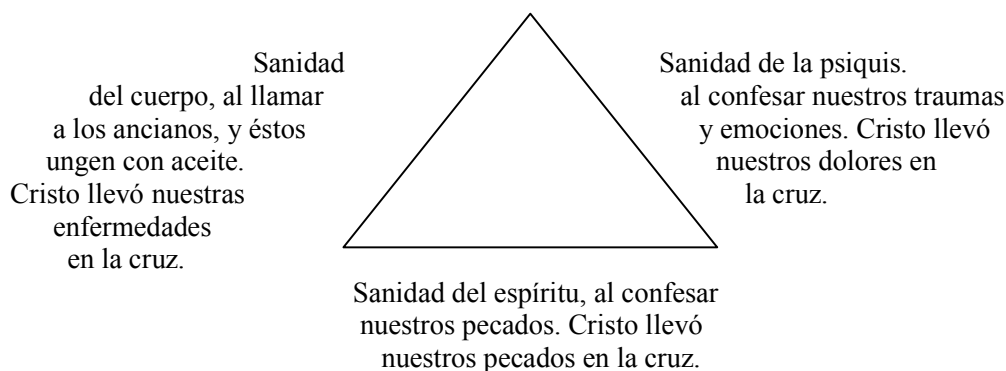 Sanidad
del cuerpo, al llamar
a los ancianos, y éstos
ungen con aceite.
Cristo llevó nuestras
enfermedades
en la cruz.
Sanidad de la psiquis.
al confesar nuestros traumas
y emociones. Cristo llevó
nuestros dolores en
la cruz.
Sanidad del espíritu, al confesar
nuestros pecados. Cristo llevó
nuestros pecados en la cruz.